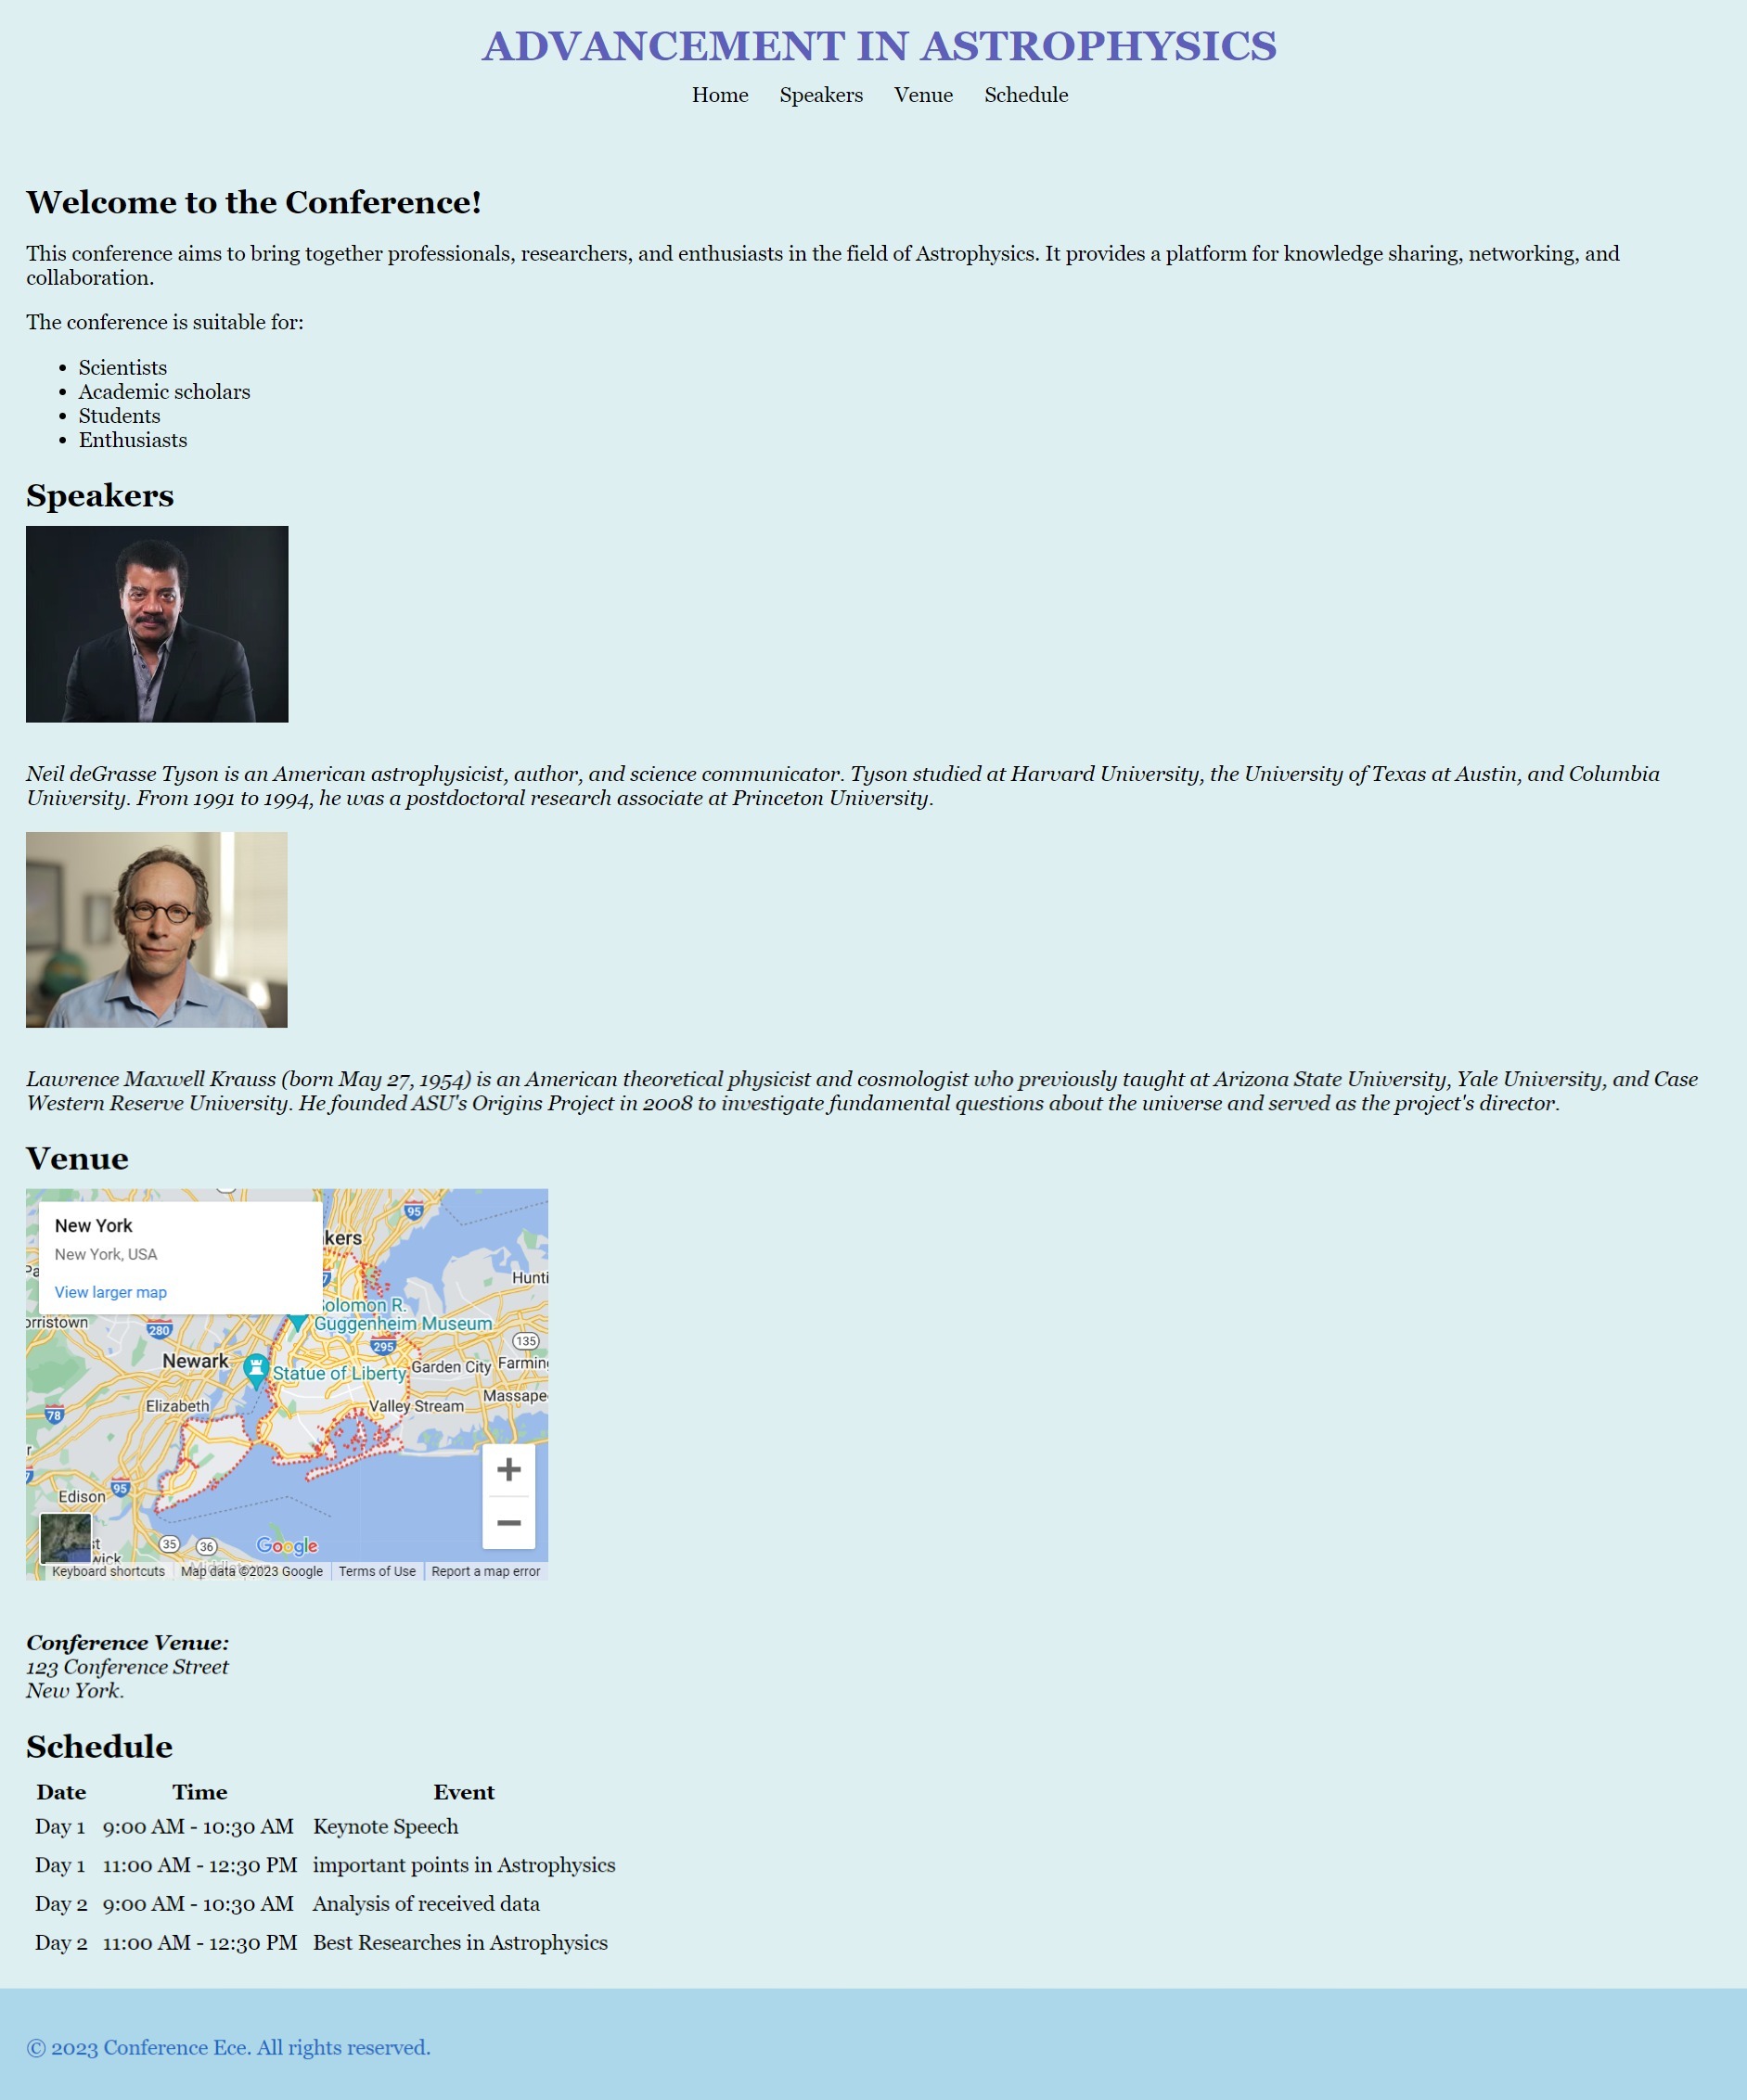 ADVANCEMENT IN ASTROPHYSICS
Home Speakers Venue Schedule
Welcome to the Conference!
This conference aims to bring together professionals, researchers, and enthusiasts in the field of Astrophysics. It provides a platform for knowledge sharing, networking, and
collaboration.
The conference is suitable for:
• Scientists
• Academic scholars
• Students
• Enthusiasts
Speakers
Neil deGrasse Tyson is an American astrophysicist, author, and science communicator. Tyson studied at Harvard University, the University of Texas at Austin, and Columbia
University. From 1991 to 1994, he was a postdoctoral research associate at Princeton University.
Lawrence Maxwell Krauss (born May 27, 1954) is an American theoretical physicist and cosmologist who previously taught at Arizona State University, Yale University, and Case
Western Reserve University. He founded ASU's Origins Project in 2008 to investigate fundamental questions about the universe and served as the project's director.
Venue
New York
New York, USA
View larger map
95
kers
Hunti
Solomon R.
Guggenheim Museum
orristown
280
295
135
Newark
Statue of Liberty
Garden City
Farming
Massape
Elizabeth
Valley Stream
78
Edison
95
35
36
Google
wick
Keyboard shortcuts
Map data ©2023 Google
Terms of Use
Report a map error
Conference Venue:
123 Conference Street
New York.
Schedule
Date Time Event
Day 1 9:00 AM - 10:30 AM Keynote Speech
Day 1 11:00 AM - 12:30 PM important points in Astrophysics
Day 2 9:00 AM - 10:30 AM Analysis of received data
Day 2 11:00 AM - 12:30 PM Best Researches in Astrophysics
© 2023 Conference Ece. All rights reserved.